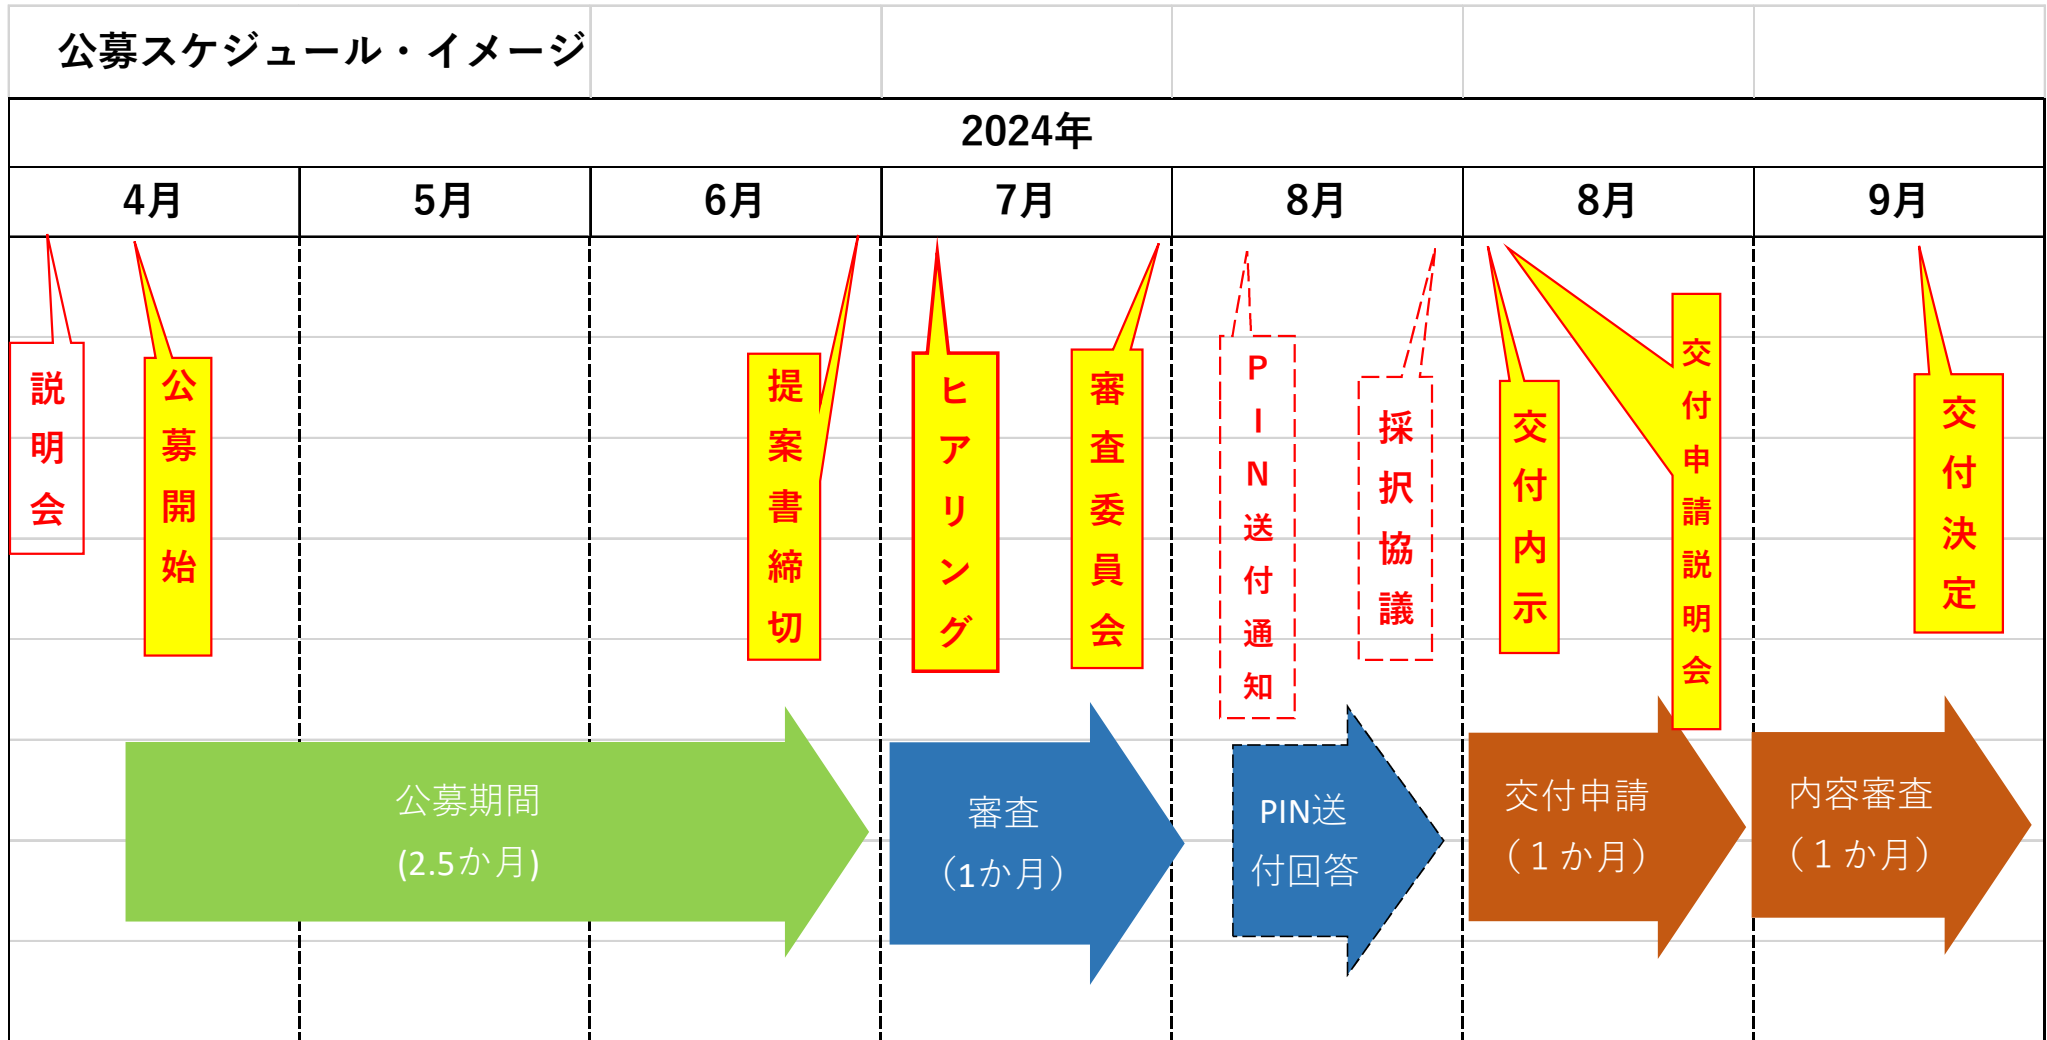 公募スケジュール・イメージ
2024年
4月
5月
6月
7月
8月
8月
9月
説明会
公募開始
提案書締切
ヒアリング
審査委員会
PIN送付通知
採択協議
交付内示
交付申請説明会
交付決定
公募期間
(2.5か月)
審査
（1か月）
PIN送
付回答
交付申請
（１か月）
内容審査
（１か月）